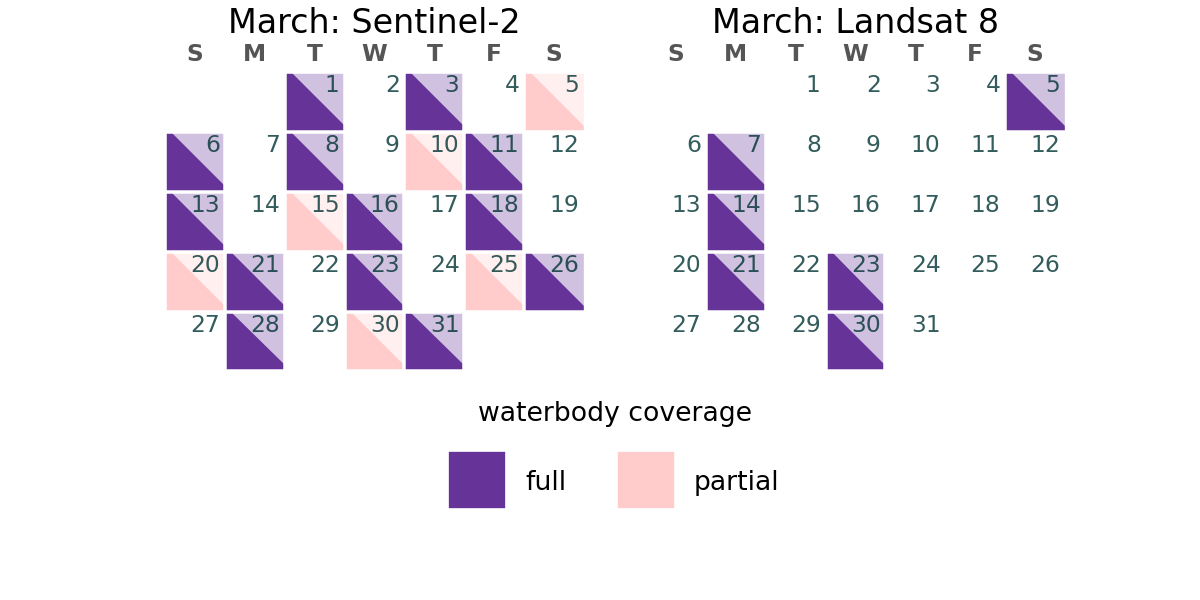 March: Sentinel-2
S M T W T F S
1 2 3 4 5
6 7 8 9 10 11 12
13 14 15 16 17 18 19
20 21 22 23 24 25 26
27 28 29 30 31
March: Landsat 8
S M T W T F S
1 2 3 4 5
6 7 8 9 10 11 12
13 14 15 16 17 18 19
20 21 22 23 24 25 26
27 28 29 30 31
waterbody coverage
full partial